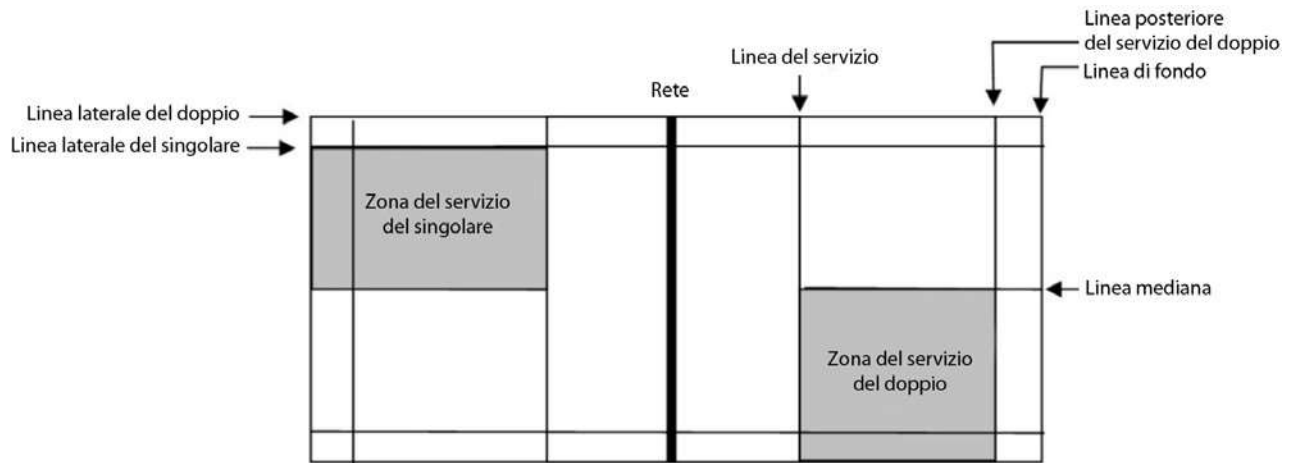 Linea posteriore
del servizio del doppio
Linea del servizio
Linea di fondo
Rete
Linea laterale del doppio
Linea laterale del singolare
Zona del servizio
del singolare
Linea mediana
Zona del servizio
del doppio